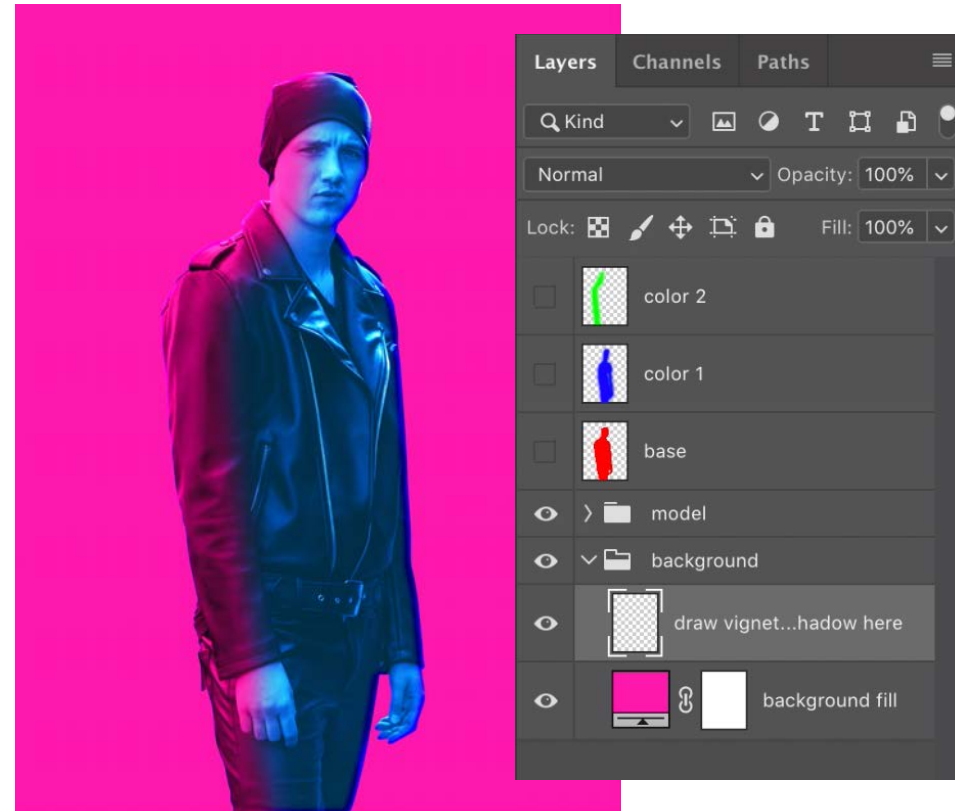 Layers Channels Paths
Kind
Normal Opacity: 100%
Lock: Fill: 100%
color 2
color 1
base
model
background
draw vignet...hadow here
background fill